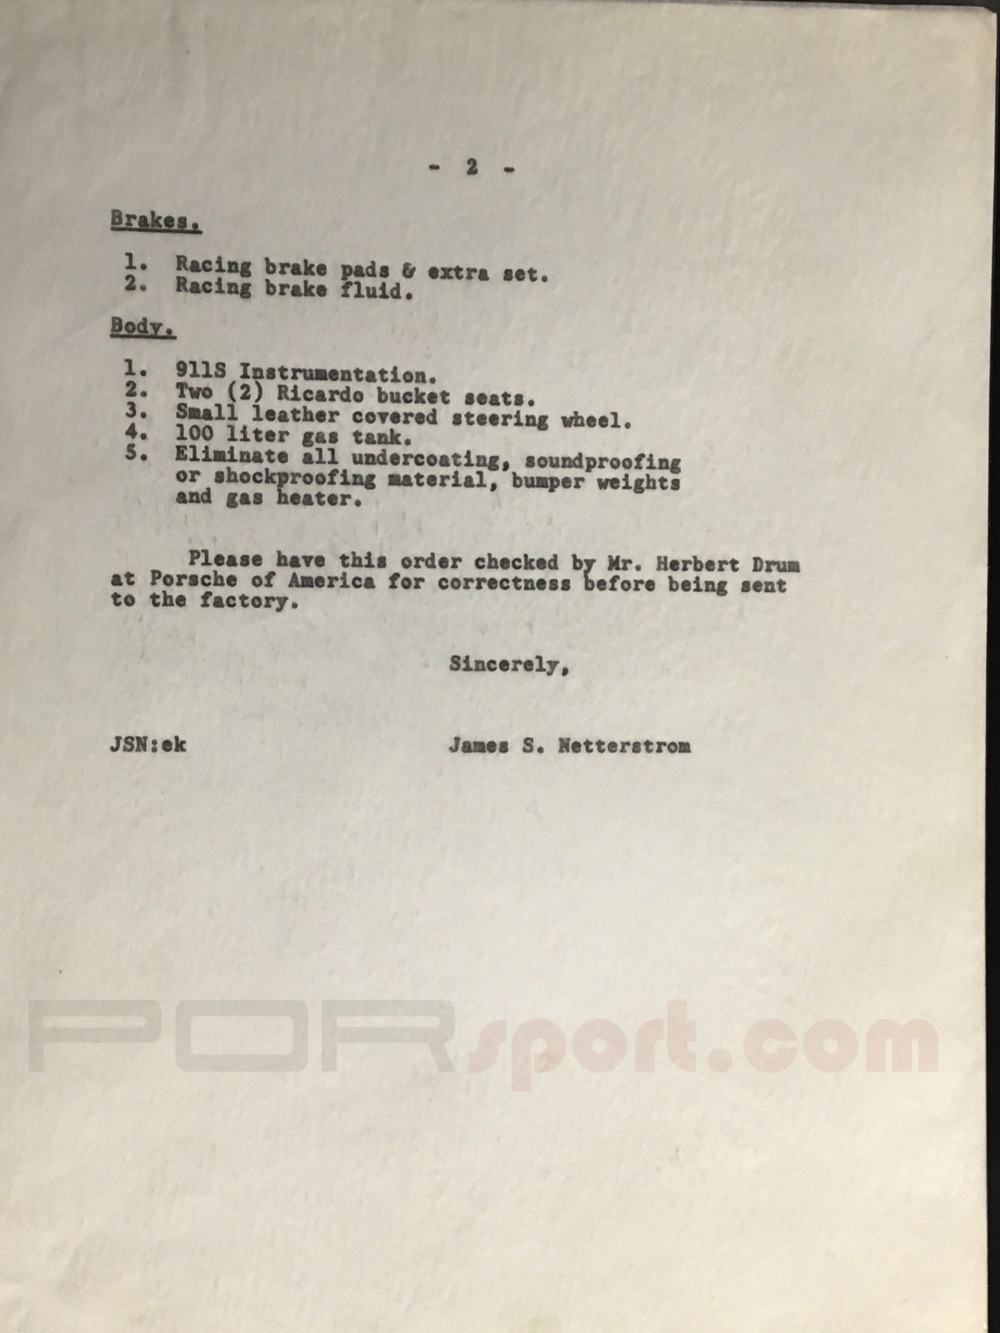 - 2 -
Brakes.
1. Racing brake pads & extra set.
2. Racing brake fluid.
Body.
1. 911S Instrumentation.
2. Two (2) Ricardo bucket seats.
3. Small leather covered steering wheel.
4. 100 liter gas tank.
5. Eliminate all undercoating, soundproofing
or shockproofing material, bumper weights
and gas heater.
Please have this order checked by Mr. Herbert Drum
at Porsche of America for correctness before being sent
to the factory.
Sincerely,
JSN:ek James S. Netterstrom
PORsport.com